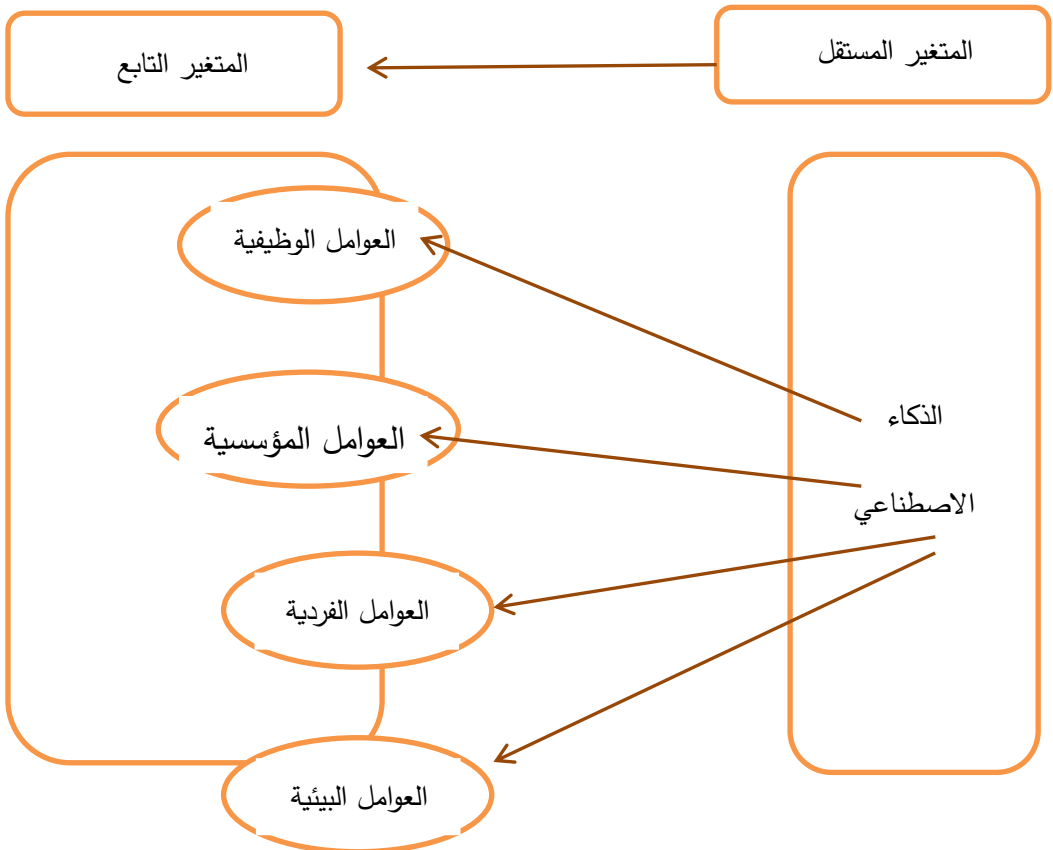 المتغير المستقل
المتغير التابع
العوامل الوظيفية
الذكاء
العوامل المؤسسية
الاصطناعي
العوامل الفردية
العوامل البيئية